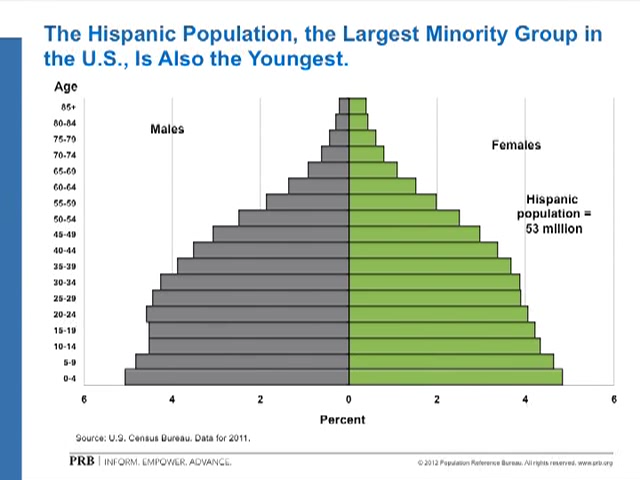 The Hispanic Population, the Largest Minority Group in
the U.S., Is Also the Youngest.
Age
85+
80-84
75-79
70-74
65-69
60-64
55-59
50-54
45-49
40-44
35-39
30-34
25-29
20-24
15-19
10-14
5-9
0-4
Males
Females
Hispanic
population =
53 million
6 4 2 0 2 4 6
Percent
Source: U.S. Census Bureau. Data for 2011.
PRB | INFORM. EMPOWER. ADVANCE.
© 2012 Population Reference Bureau. All rights reserved. www.prb.org